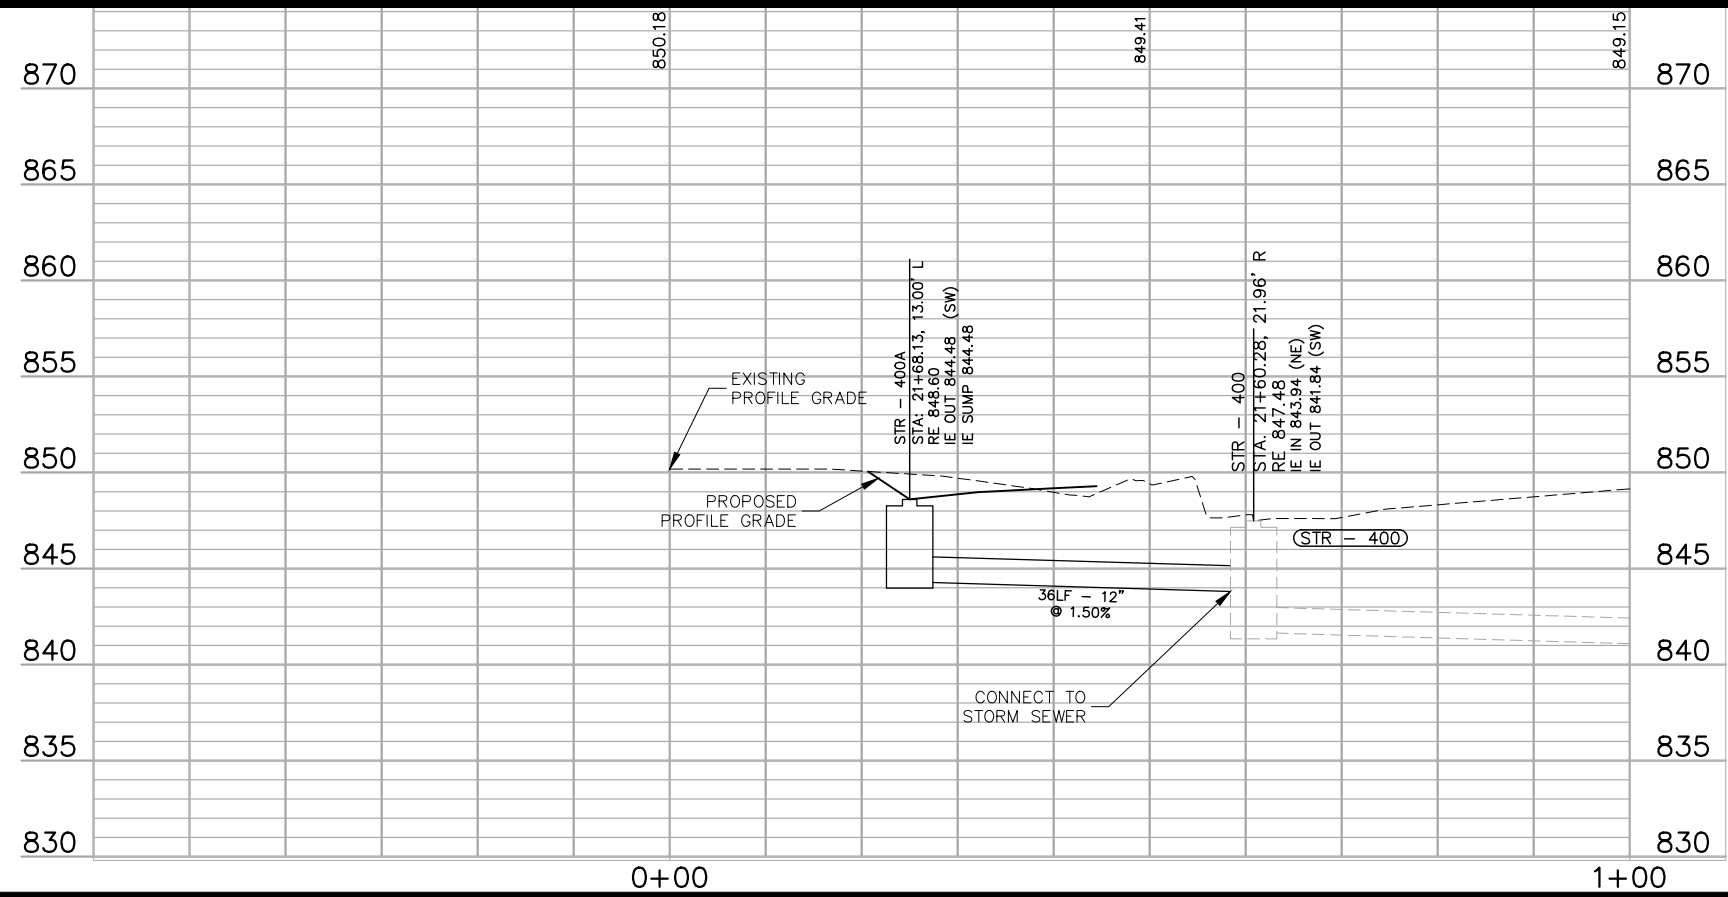 850.18
849.41
849.15
870
870
865
865
860
860
855
855
850
850
845
845
840
840
835
835
830
830
EXISTING
PROFILE GRADE
PROPOSED
PROFILE GRADE
STR - 400A
STA: 21+68.13, 13.00' L
RE 848.60
IE OUT 844.48 (SW)
IE SUMP 844.48
STR - 400
STA. 21+60.28, 21.96' R
RE 847.48
IE IN 843.94 (NE)
IE OUT 841.84 (SW)
STR - 400
36LF - 12"
@ 1.50%
CONNECT TO
STORM SEWER
0+00
1+00